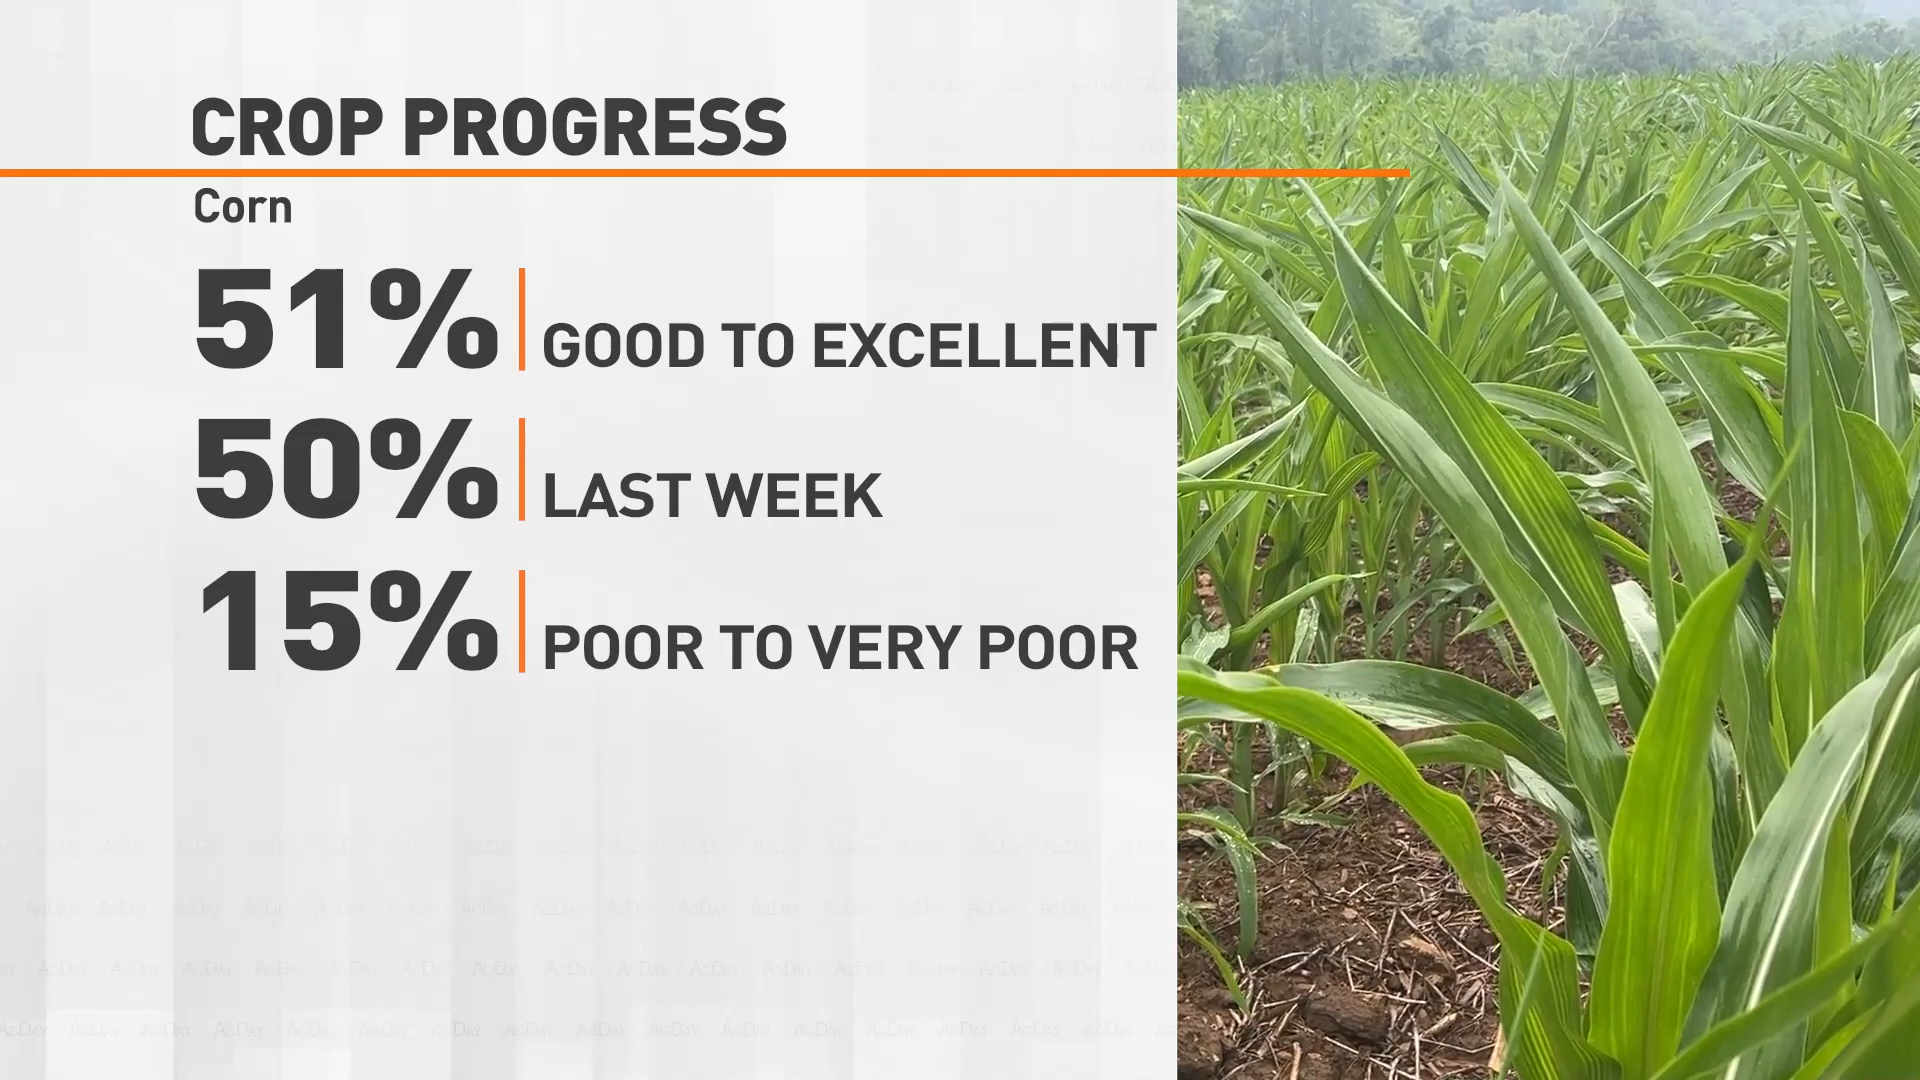 CROP PROGRESS
Corn
51% GOOD TO EXCELLENT
50% LAST WEEK
15% POOR TO VERY POOR